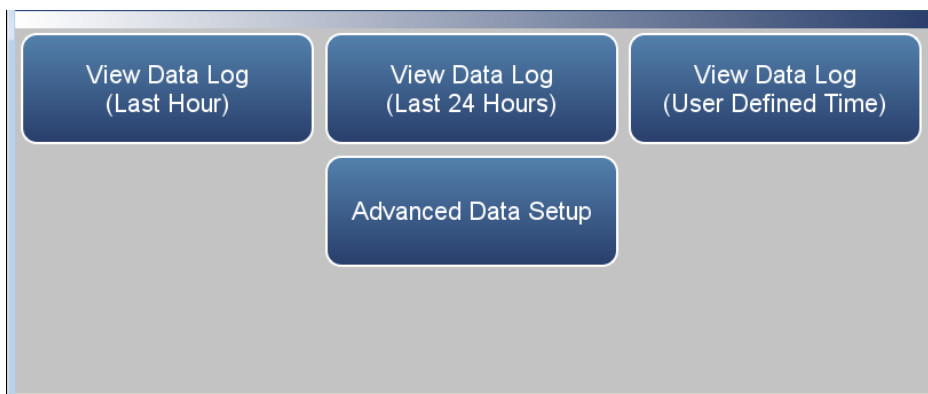 View Data Log
(Last Hour)
View Data Log
(Last 24 Hours)
View Data Log
(User Defined Time)
Advanced Data Setup